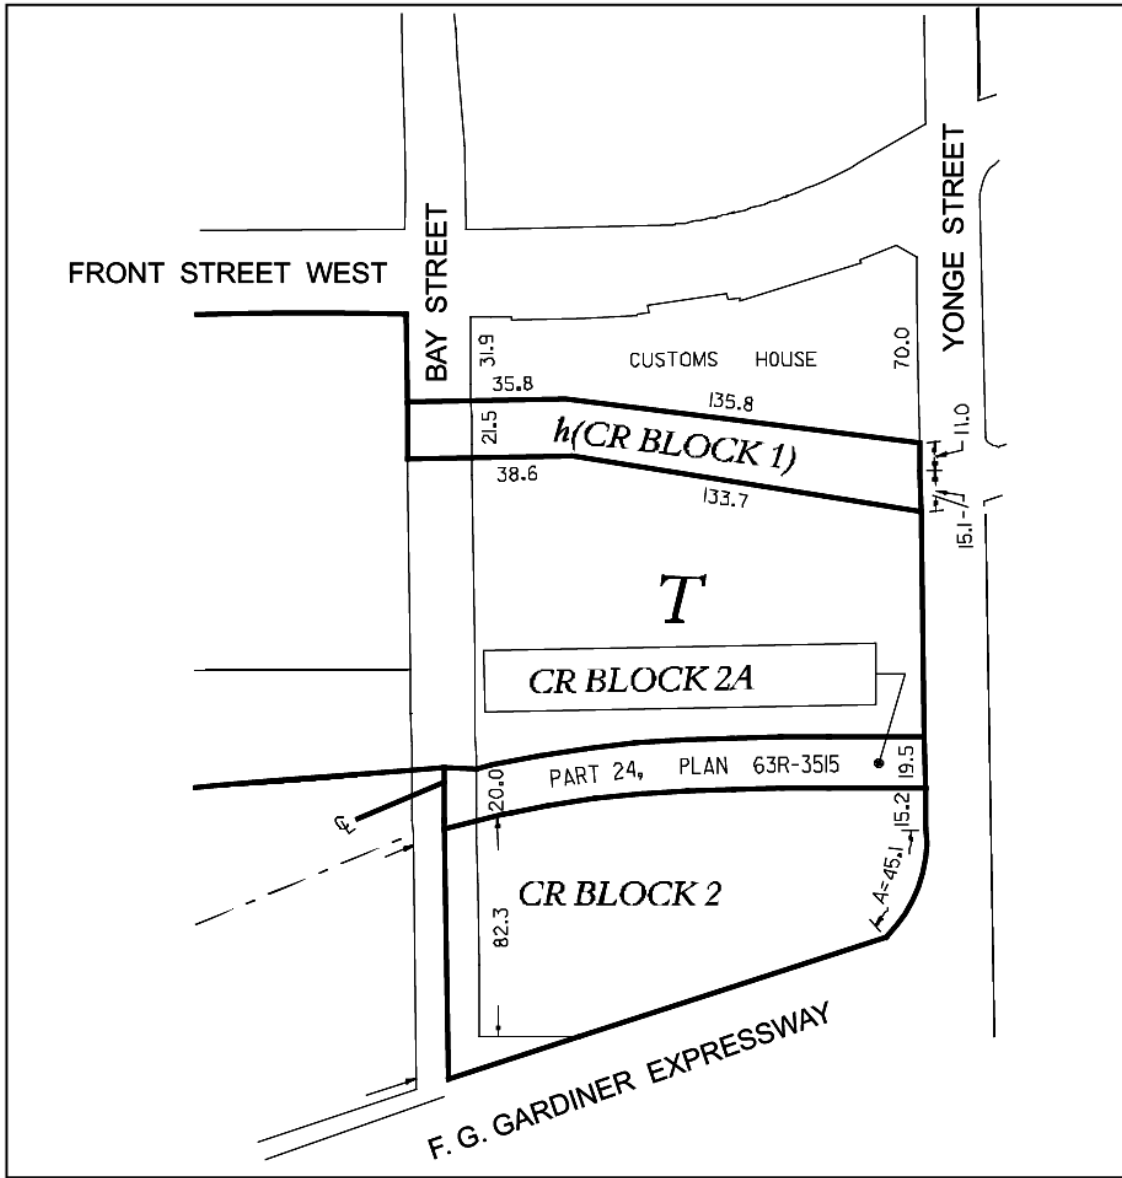 FRONT STREET WEST
BAY STREET
YONGE STREET
31.9
CUSTOMS HOUSE
70.0
35.8
135.8
11.0
21.5
h(CR BLOCK 1)
38.6
133.7
15.1
T
CR BLOCK 2A
PART 24, PLAN 63R-3515
19.5
20.0
15.2
℄
A=45.1
CR BLOCK 2
82.3
F. G. GARDINER EXPRESSWAY